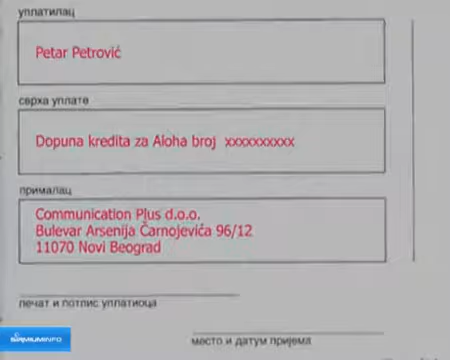 уплатилац
Petar Petrović
сврха уплате
Dopuna kredita za Aloha broj xxxxxxxxxx
прималац
Communication Plus d.o.o.
Bulevar Arsenija Čarnojevića 96/12
11070 Novi Beograd
печат и потпис уплатиоца
SIRMIUMINFO
место и датум пријема